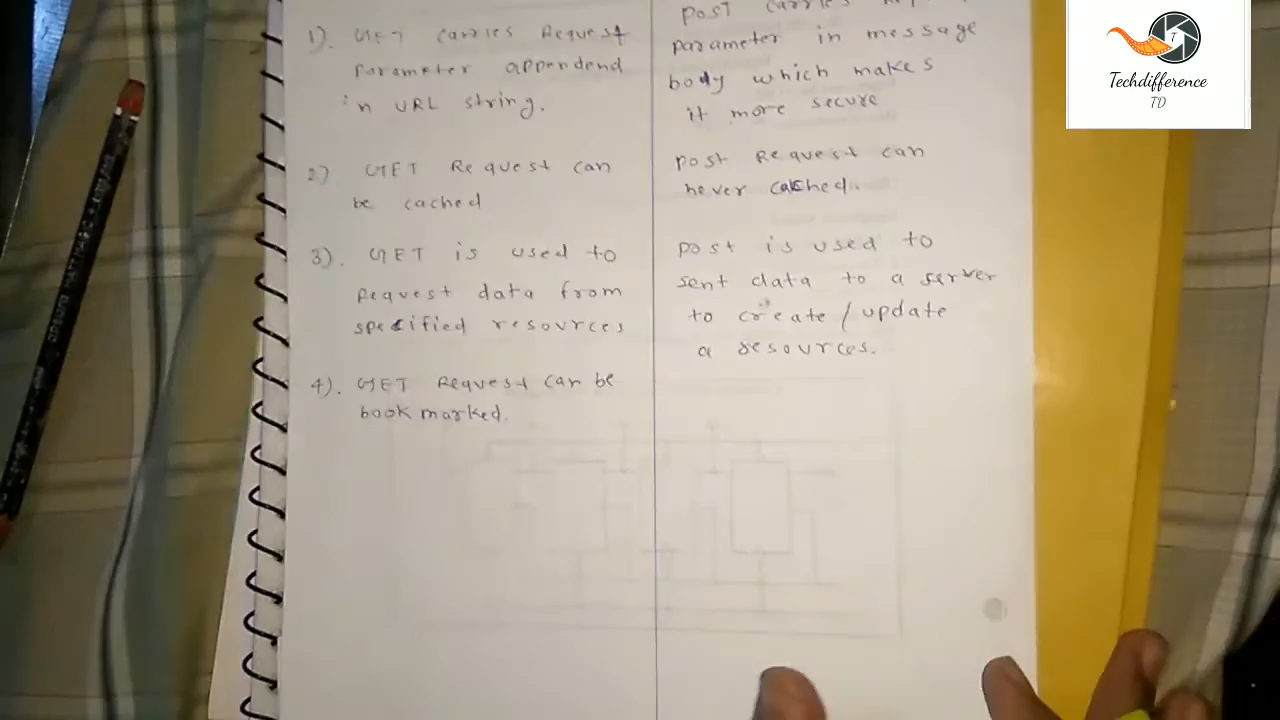 POST carries
1). GET carries Request
parameter appendend
in URL string.
parameter in message
body which makes
it more secure
2) GET Request can
be cached
post Request can
never cached.
3). GET is used to
Request data from
specified resources
post is used to
sent data to a server
to create / update
a resources.
4). GET Request can be
book marked.
T
Techdifference
TD